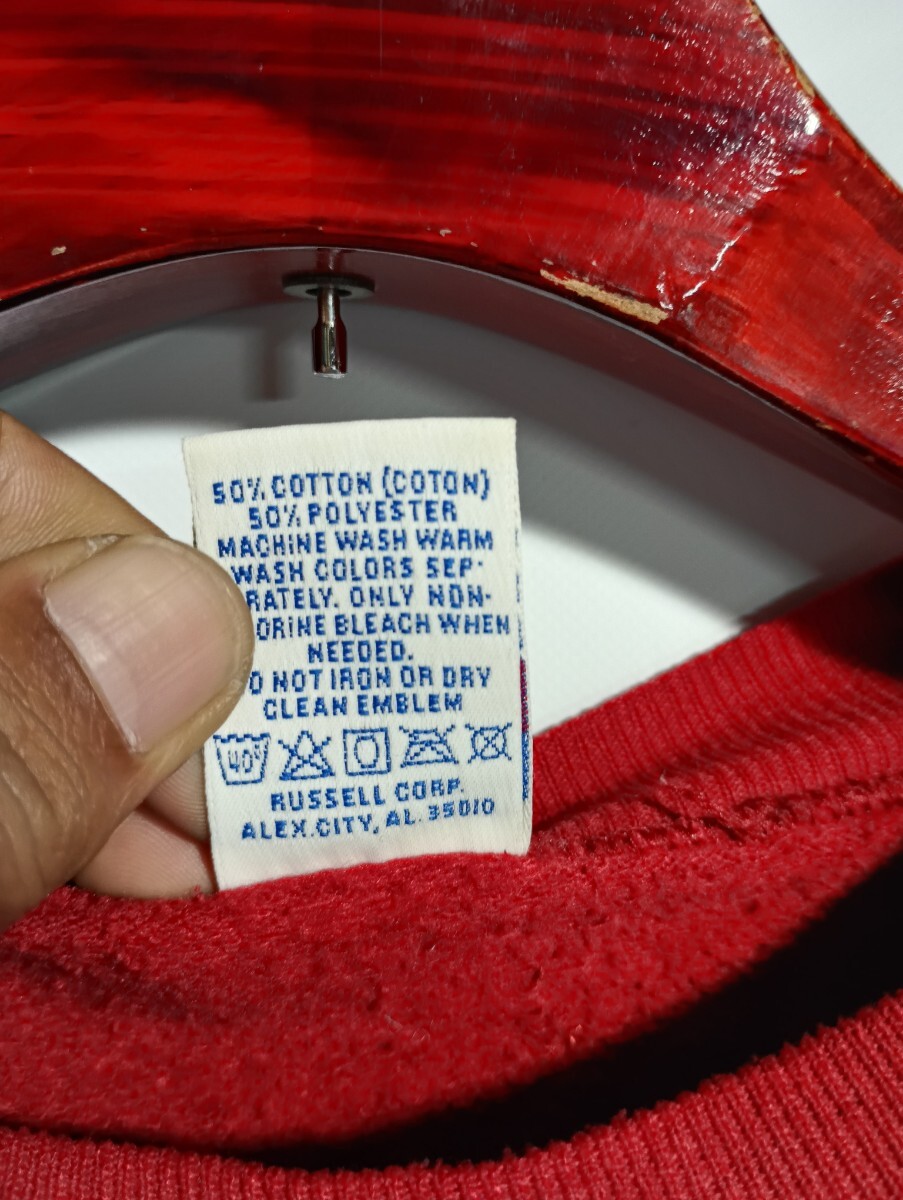 50% COTTON (COTON)
50% POLYESTER
MACHINE WASH WARM
WASH COLORS SEP-
RATELY. ONLY NON-
ORINE BLEACH WHEN
NEEDED.
O NOT IRON OR DRY
CLEAN EMBLEM
40°
RUSSELL CORP.
ALEX.CITY, AL. 35010